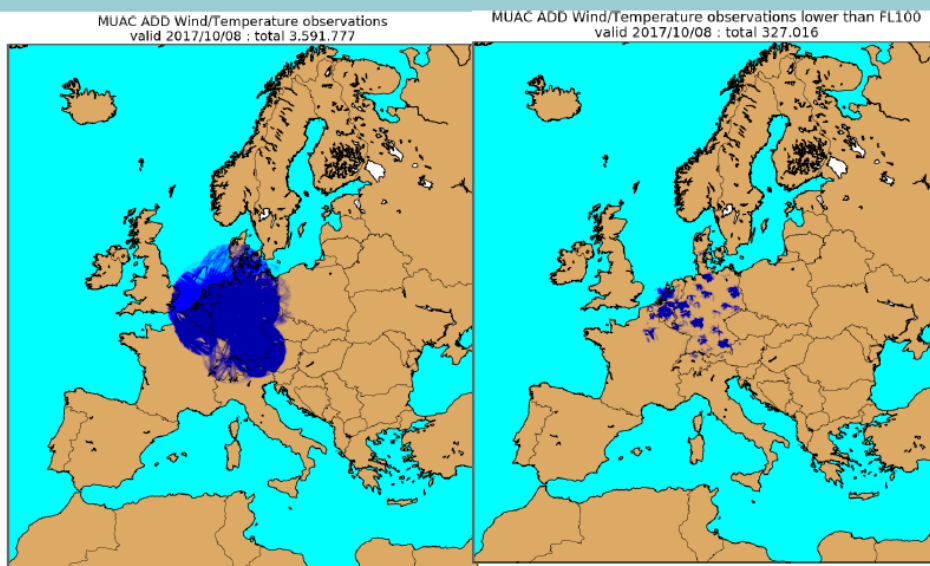 MUAC ADD Wind/Temperature observations
valid 2017/10/08 : total 3.591.777
MUAC ADD Wind/Temperature observations lower than FL100
valid 2017/10/08 : total 327.016